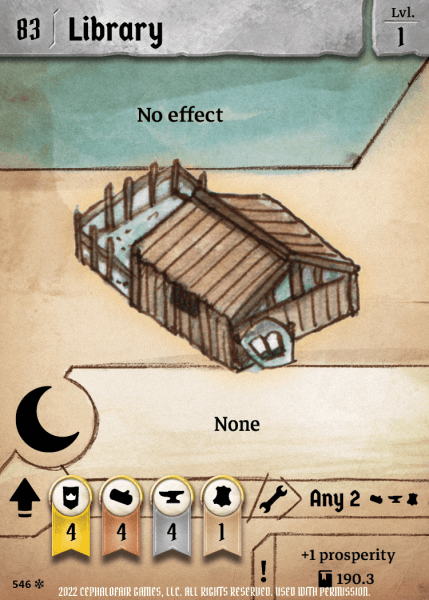 83 Library
Lvl.
1
No effect
None
4 4 4 1 Any 2
+1 prosperity
! 190.3
546
2022 CEPHALOFAIR GAMES, LLC. ALL RIGHTS RESERVED. USED WITH PERMISSION.